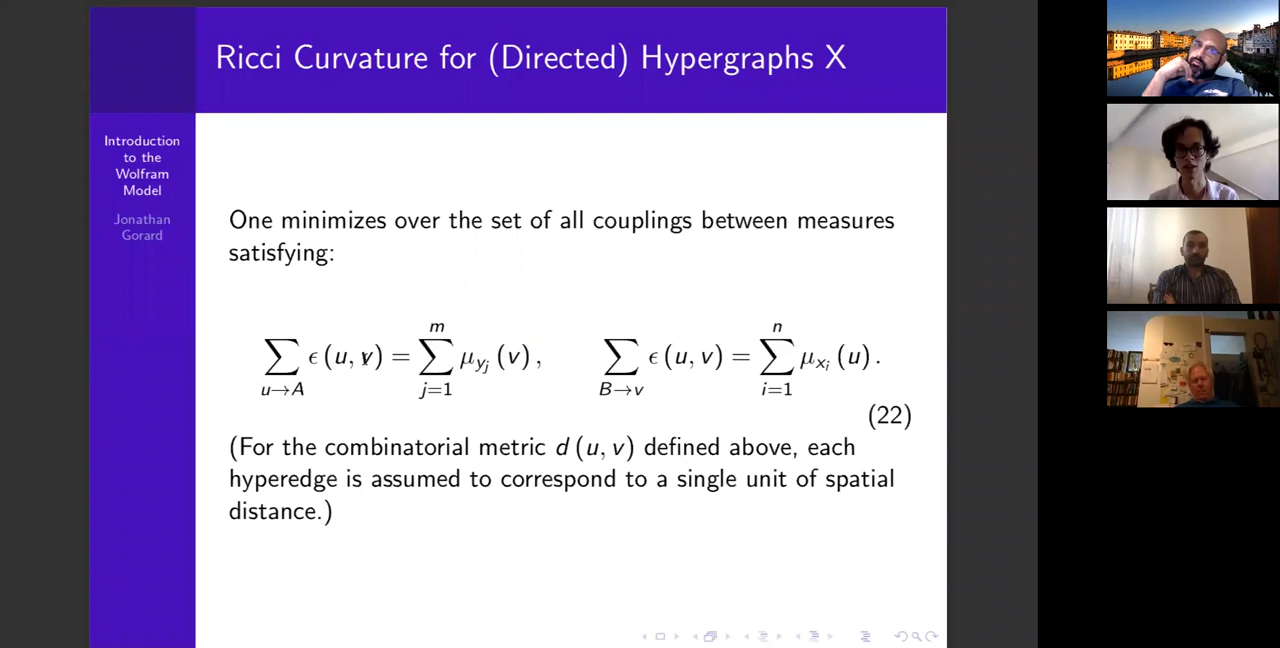 Ricci Curvature for (Directed) Hypergraphs X
Introduction
to the
Wolfram
Model
Jonathan
Gorard
One minimizes over the set of all couplings between measures
satisfying:
∑_{u→A} ϵ (u, v) = ∑_{j=1}^{m} μ_{y_j} (v) , ∑_{B→v} ϵ (u, v) = ∑_{i=1}^{n} μ_{x_i} (u) .
(22)
(For the combinatorial metric d (u, v) defined above, each
hyperedge is assumed to correspond to a single unit of spatial
distance.)